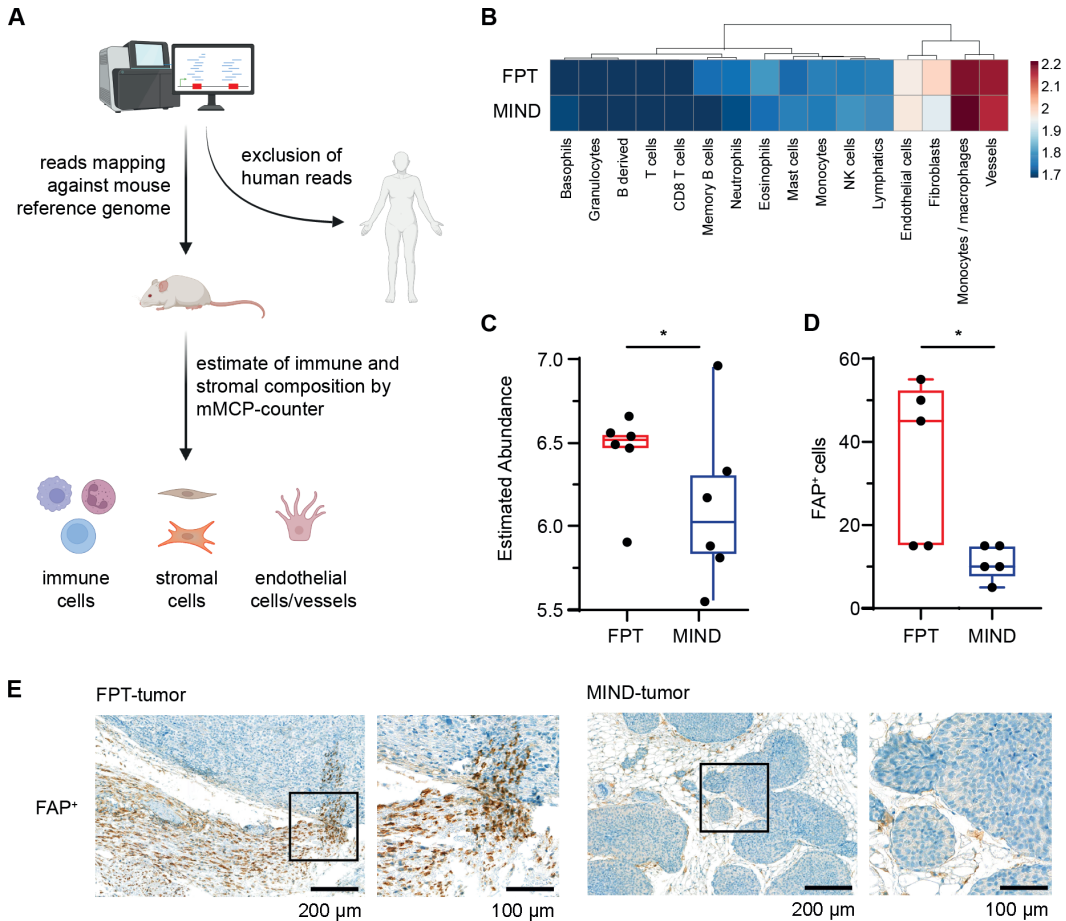 A
reads mapping
against mouse
reference genome
exclusion of
human reads
estimate of immune and
stromal composition by
mMCP-counter
immune
cells
stromal
cells
endothelial
cells/vessels
B
FPT
MIND
Basophils
Granulocytes
B derived
T cells
CD8 T cells
Memory B cells
Neutrophils
Eosinophils
Mast cells
Monocytes
NK cells
Lymphatics
Endothelial cells
Fibroblasts
Monocytes / macrophages
Vessels
2.2
2.1
2
1.9
1.8
1.7
C
*
Estimated Abundance
7.0
6.5
6.0
5.5
FPT
MIND
D
*
FAP⁺ cells
60
40
20
0
FPT
MIND
E
FPT-tumor
MIND-tumor
FAP⁺
200 µm
100 µm
200 µm
100 µm